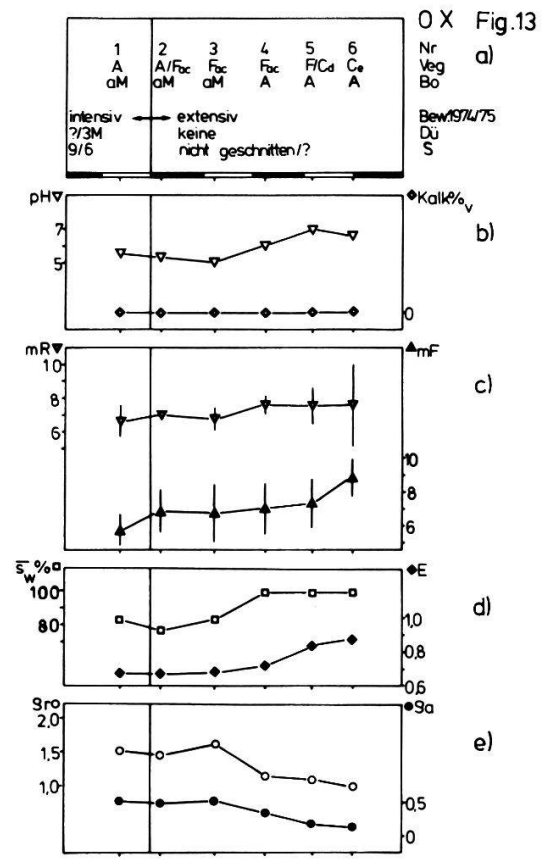 O X Fig.13
1 2 3 4 5 6 Nr
A A/Fac Fac Fac F/Cd Ce Veg
aM aM aM A A A Bo
a)
intensiv ↔ extensiv Bew.1974/75
?/3M keine Dü
9/6 nicht geschnitten/? S
pH▽ ◇Kalk%v
7
5
0
b)
mR▼ ▲mF
10
8
6
10
8
6
c)
s̅w%□ ◆E
100
80
1,0
0,8
0,6
d)
gr○ ●ga
2,0
1,5
1,0
0,5
0
e)